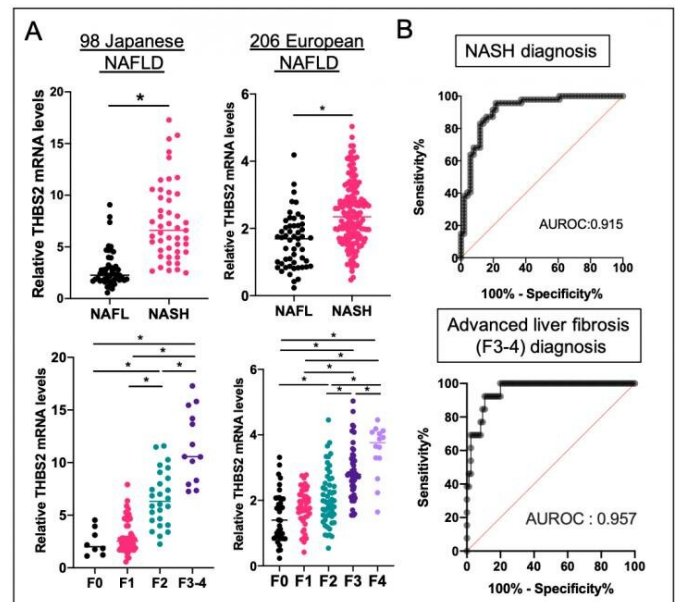 A
98 Japanese
NAFLD
206 European
NAFLD
B
NASH diagnosis
Relative THBS2 mRNA levels
20
15
10
5
0
*
NAFL
NASH
Relative THBS2 mRNA levels
6
4
2
0
*
NAFL
NASH
Sensitivity%
100
80
60
40
20
0
AUROC:0.915
0
20
40
60
80
100
100% - Specificity%
Relative THBS2 mRNA levels
20
15
10
5
0
*
*
*
*
*
F0
F1
F2
F3-4
Relative THBS2 mRNA levels
6
4
2
0
*
*
*
*
*
*
*
F0
F1
F2
F3
F4
Advanced liver fibrosis
(F3-4) diagnosis
Sensitivity%
100
80
60
40
20
0
AUROC : 0.957
0
20
40
60
80
100
100% - Specificity%